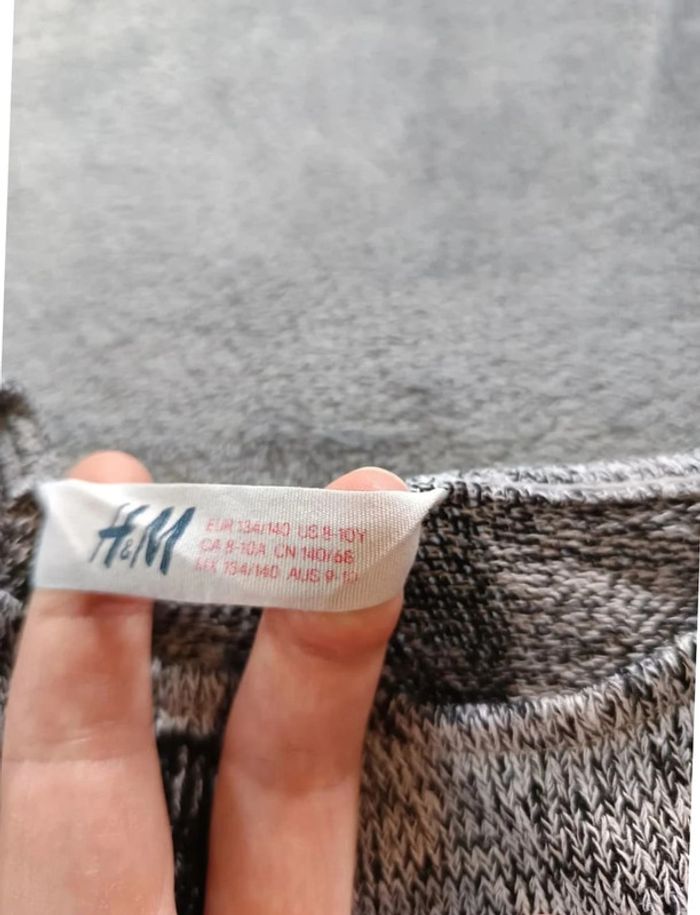 H&M
EUR 134/140 US 8-10Y
CA 8-10A CN 140/68
MX 134/140 AUS 9-10